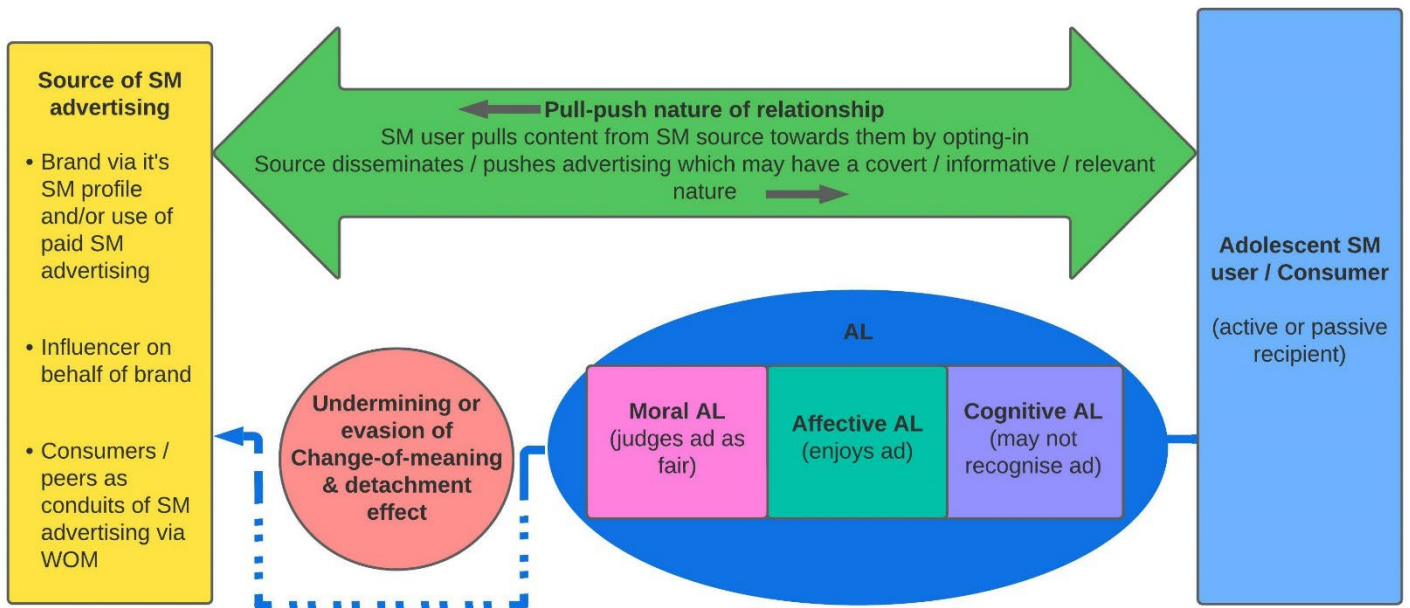 Source of SM
advertising
• Brand via it's
SM profile
and/or use of
paid SM
advertising
• Influencer on
behalf of brand
• Consumers /
peers as
conduits of SM
advertising via
WOM
Pull-push nature of relationship
SM user pulls content from SM source towards them by opting-in
Source disseminates / pushes advertising which may have a covert / informative / relevant
nature
Undermining or
evasion of
Change-of-meaning
& detachment
effect
AL
Moral AL
(judges ad as
fair)
Affective AL
(enjoys ad)
Cognitive AL
(may not
recognise ad)
Adolescent SM
user / Consumer
(active or passive
recipient)